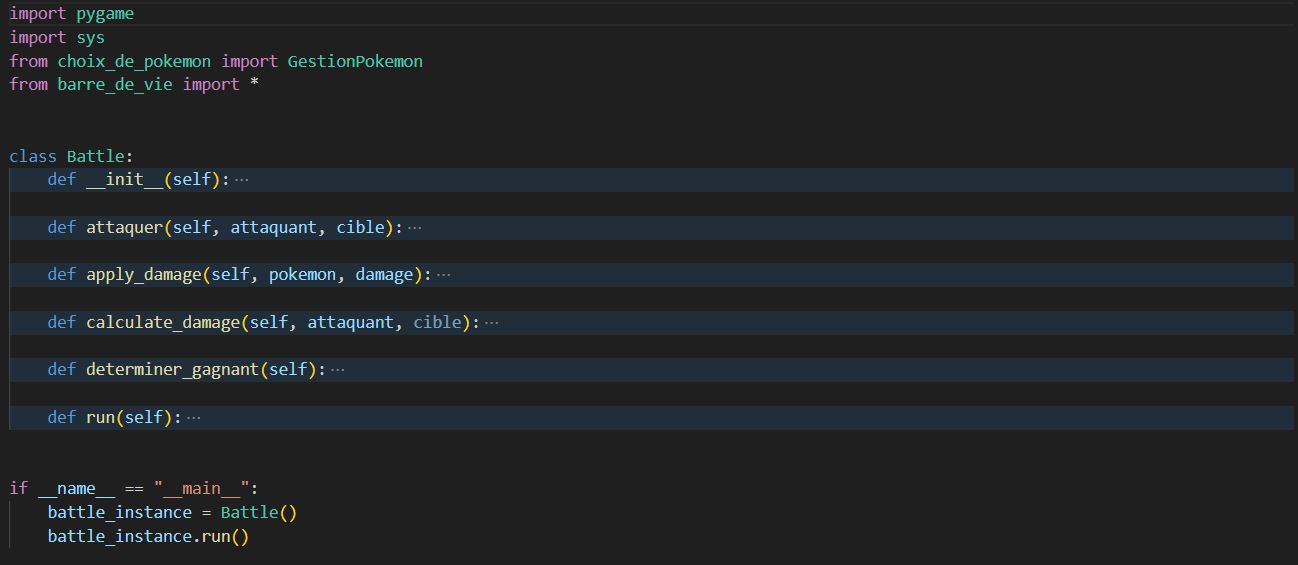 import pygame
import sys
from choix_de_pokemon import GestionPokemon
from barre_de_vie import *
class Battle:
    def __init__(self):···
    def attaquer(self, attaquant, cible):···
    def apply_damage(self, pokemon, damage):···
    def calculate_damage(self, attaquant, cible):···
    def determiner_gagnant(self):···
    def run(self):···
if __name__ == "__main__":
    battle_instance = Battle()
    battle_instance.run()